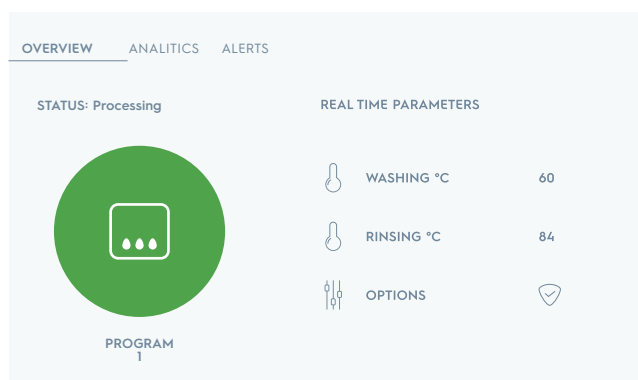 OVERVIEW ANALITICS ALERTS
STATUS: Processing
REAL TIME PARAMETERS
WASHING °C 60
RINSING °C 84
OPTIONS
PROGRAM
1